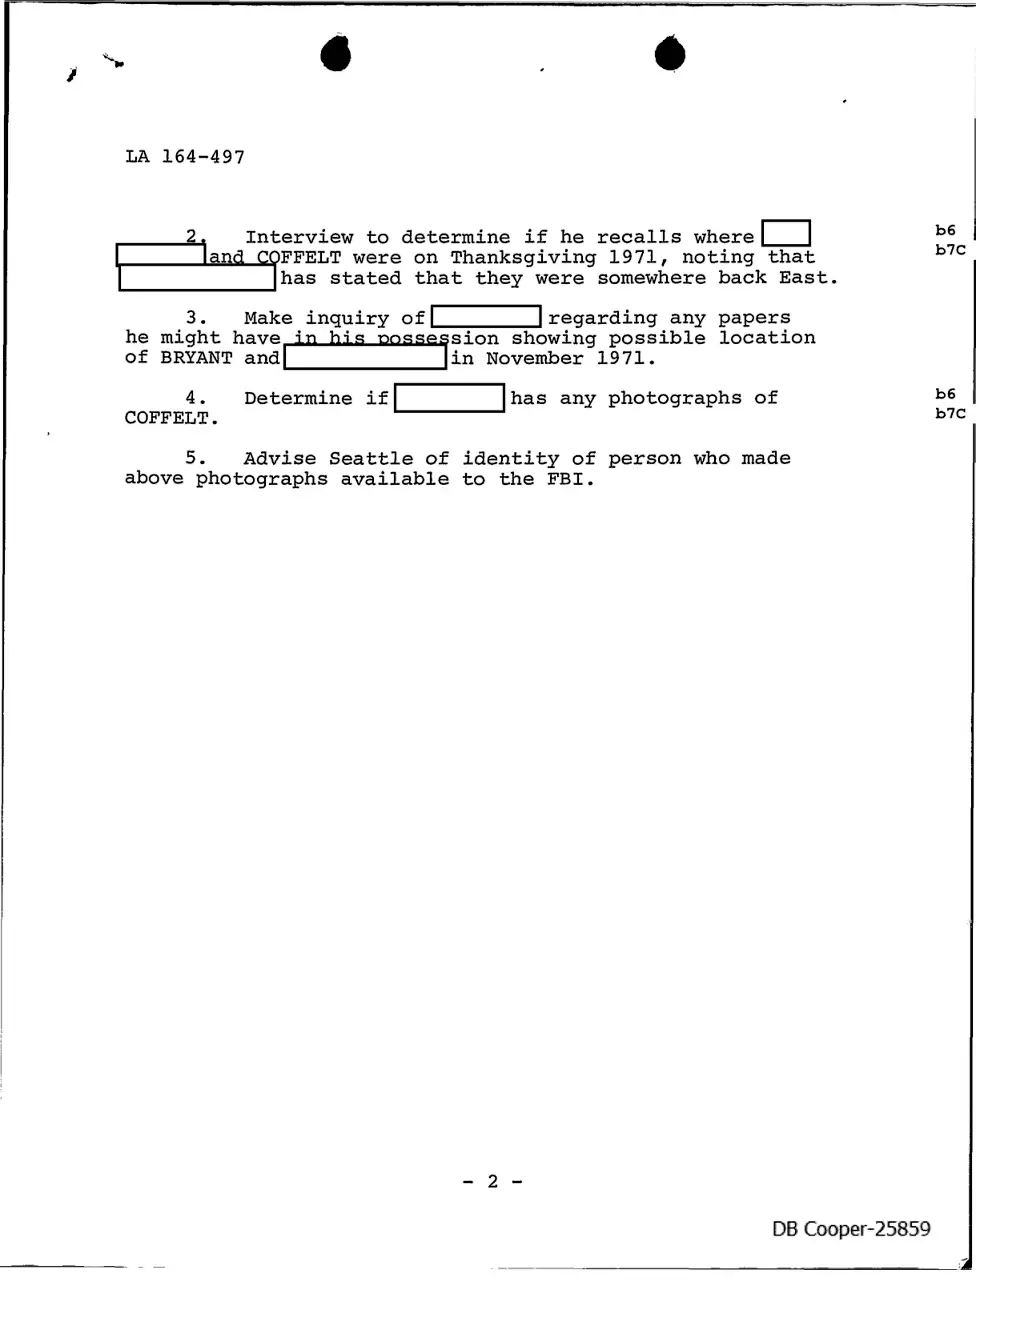 LA 164-497
2. Interview to determine if he recalls where b6
and COFFELT were on Thanksgiving 1971, noting that b7C
has stated that they were somewhere back East.
3. Make inquiry of regarding any papers
he might have in his possession showing possible location
of BRYANT and in November 1971.
4. Determine if has any photographs of b6
COFFELT. b7C
5. Advise Seattle of identity of person who made
above photographs available to the FBI.
- 2 -
DB Cooper-25859